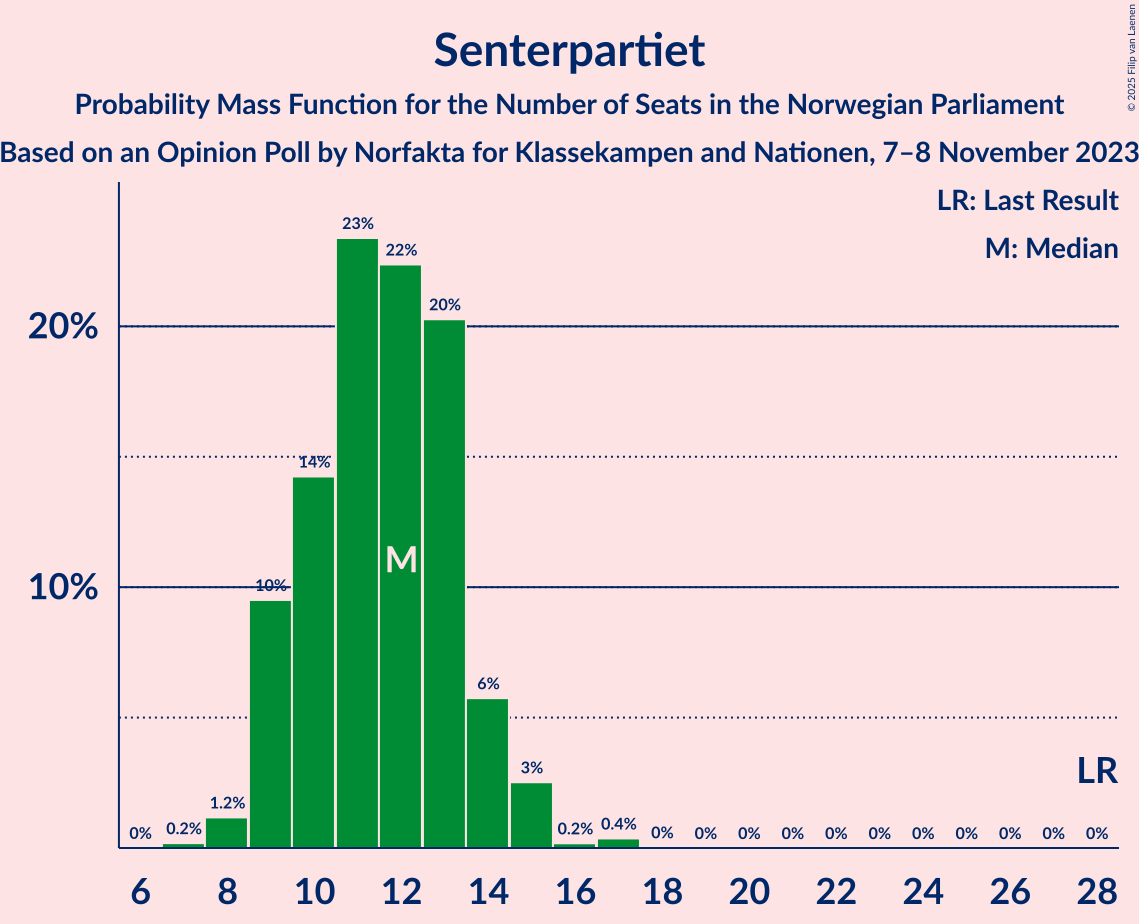 Senterpartiet
Probability Mass Function for the Number of Seats in the Norwegian Parliament
Based on an Opinion Poll by Norfakta for Klassekampen and Nationen, 7–8 November 2023
© 2025 Filip van Laenen
LR: Last Result
M: Median
20%
10%
0%
0.2%
1.2%
10%
14%
23%
22%
20%
6%
3%
0.2%
0.4%
0%
0%
0%
0%
0%
0%
0%
0%
0%
0%
0%
M
LR
6 8 10 12 14 16 18 20 22 24 26 28